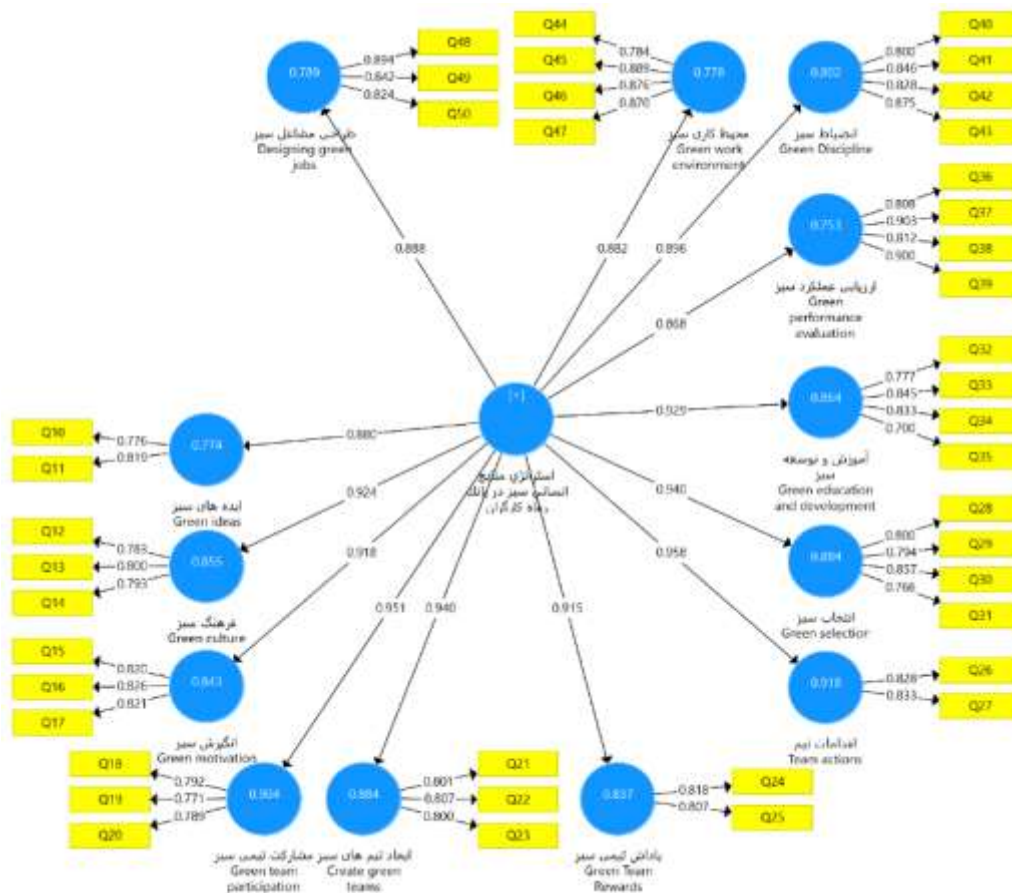 Q48
Q49
Q50
0.894
0.842
0.824
0.789
طراحی مشاغل سبز
Designing green
jobs
Q44
Q45
Q46
Q47
0.784
0.889
0.876
0.870
0.778
محیط کاری سبز
Green work
environment
Q40
Q41
Q42
Q43
0.800
0.846
0.828
0.875
0.802
انضباط سبز
Green Discipline
Q36
Q37
Q38
Q39
0.808
0.903
0.812
0.900
0.753
ارزیابی عملکرد سبز
Green
performance
evaluation
0.888
0.882
0.896
0.868
Q32
Q33
Q34
Q35
0.777
0.845
0.833
0.700
0.864
آموزش و توسعه
سبز
Green education
and development
[+]
استراتژی منابع
انسانی سبز در بانک
رفاه کارگران
0.929
0.880
Q10
Q11
0.776
0.819
0.774
ایده های سبز
Green ideas
0.924
0.940
Q28
Q29
Q30
Q31
0.800
0.794
0.837
0.766
0.884
انتخاب سبز
Green selection
Q12
Q13
Q14
0.783
0.800
0.793
0.855
فرهنگ سبز
Green culture
0.918
0.951
0.940
0.915
0.958
Q15
Q16
Q17
0.820
0.826
0.821
0.843
انگیزش سبز
Green motivation
Q26
Q27
0.828
0.833
0.918
اقدامات تیم
Team actions
Q18
Q19
Q20
0.792
0.771
0.789
0.904
مشارکت تیمی سبز
Green team
participation
Q21
Q22
Q23
0.801
0.807
0.800
0.884
ایجاد تیم های سبز
Create green
teams
Q24
Q25
0.818
0.807
0.837
پاداش تیمی سبز
Green Team
Rewards